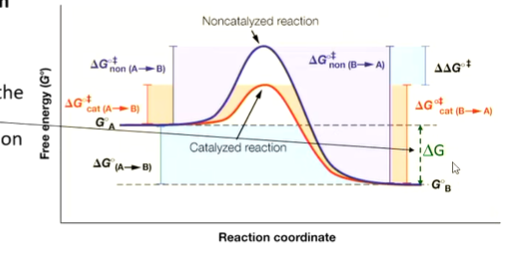 n
Noncatalyzed reaction
ΔG°‡non (A→B)
ΔG°‡non (B→A)
ΔΔG°‡
the
ΔG°‡cat (A→B)
ΔG°‡cat (B→A)
G°A
on
Catalyzed reaction
ΔG
ΔG°(A→B)
G°B
Free energy (G°)
Reaction coordinate